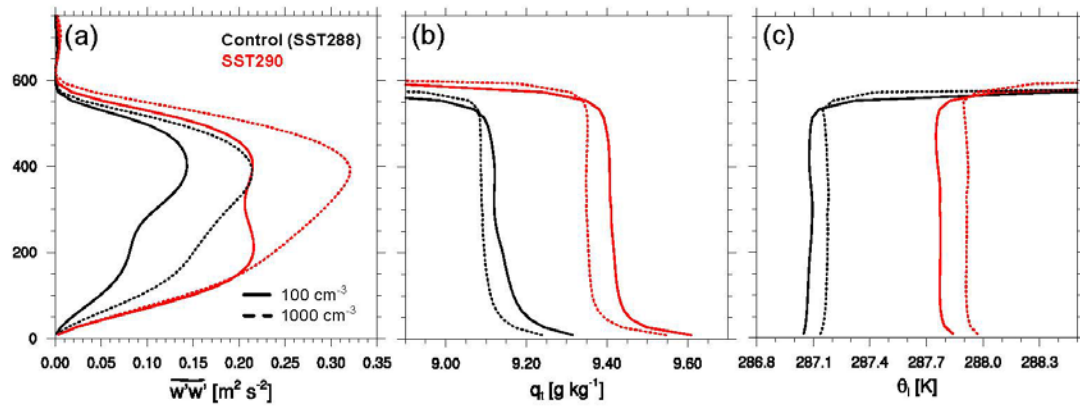 (a)
Control (SST288)
SST290
(b)
(c)
600
400
200
0
100 cm⁻³
1000 cm⁻³
0.00 0.05 0.10 0.15 0.20 0.25 0.30 0.35
9.00 9.20 9.40 9.60
286.8 287.1 287.4 287.7 288.0 288.3
w'w' [m² s⁻²]
qₜ [g kg⁻¹]
θₗ [K]